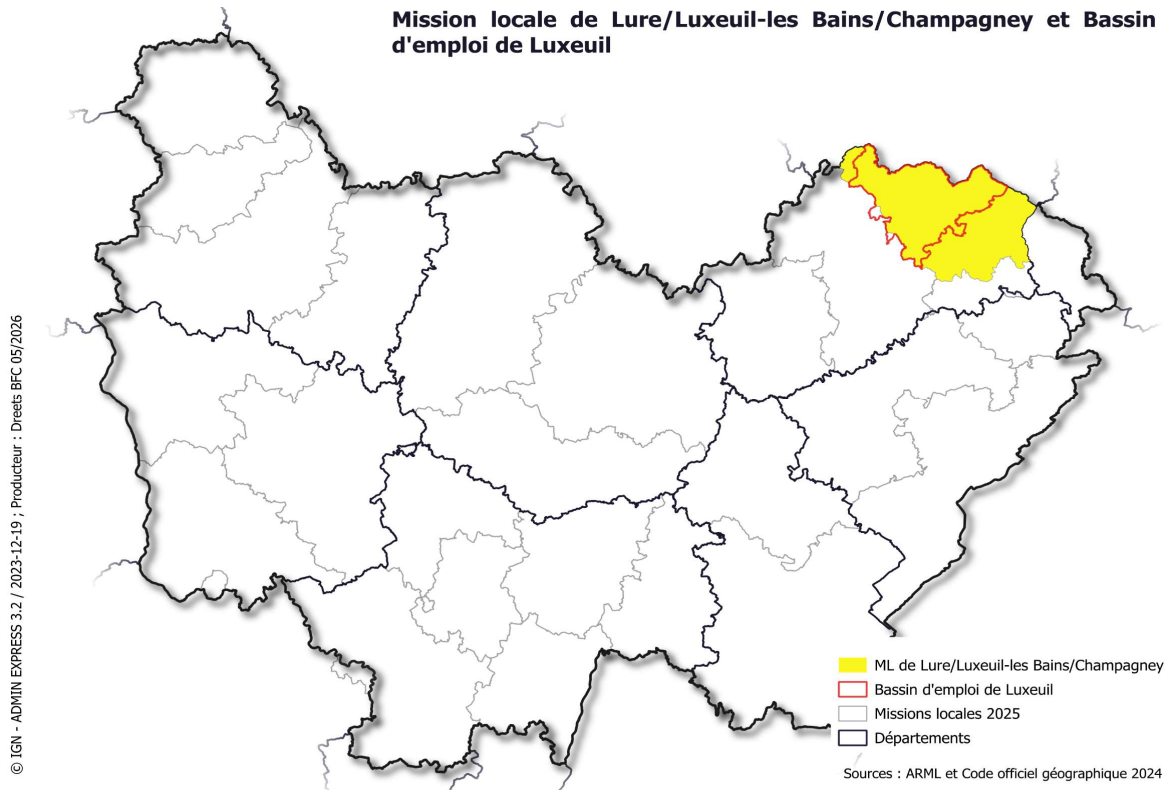 Mission locale de Lure/Luxeuil-les Bains/Champagney et Bassin
d'emploi de Luxeuil
© IGN - ADMIN EXPRESS 3.2 / 2023-12-19 ; Producteur : Dreets BFC 05/2026
ML de Lure/Luxeuil-les Bains/Champagney
Bassin d'emploi de Luxeuil
Missions locales 2025
Départements
Sources : ARML et Code officiel géographique 2024